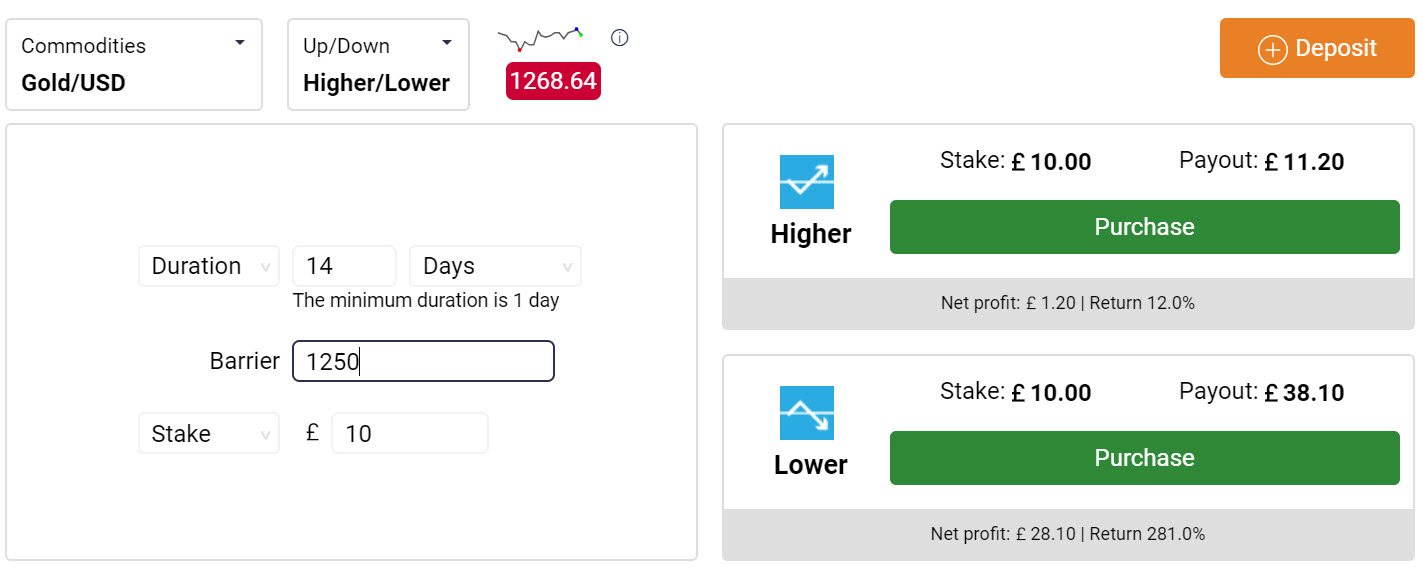 Commodities
Gold/USD
Up/Down
Higher/Lower
1268.64
Deposit
Duration 14 Days
The minimum duration is 1 day
Barrier 1250
Stake £ 10
Stake: £ 10.00 Payout: £ 11.20
Higher
Purchase
Net profit: £ 1.20 | Return 12.0%
Stake: £ 10.00 Payout: £ 38.10
Lower
Purchase
Net profit: £ 28.10 | Return 281.0%